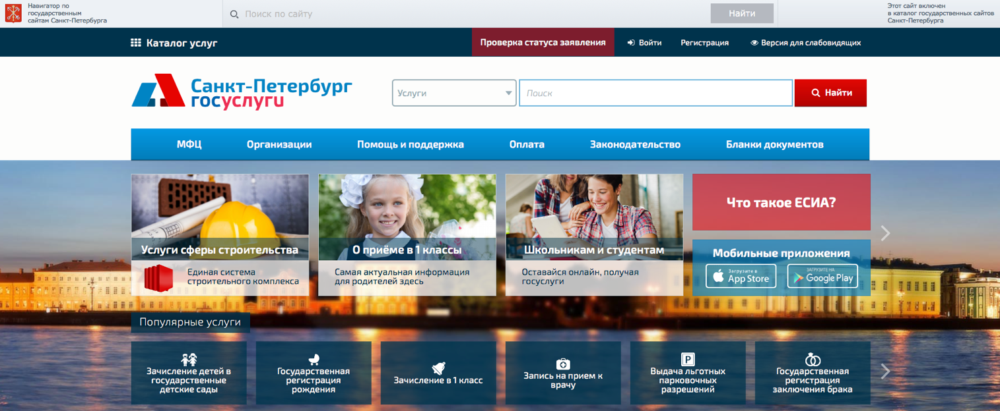 Навигатор по
государственным
сайтам Санкт-Петербурга
Поиск по сайту
Найти
Этот сайт включен
в каталог государственных сайтов
Санкт-Петербурга
Каталог услуг
Проверка статуса заявления
Войти
Регистрация
Версия для слабовидящих
Санкт-Петербург
госуслуги
Услуги
Поиск
Найти
МФЦ
Организации
Помощь и поддержка
Оплата
Законодательство
Бланки документов
Услуги сферы строительства
Единая система
строительного комплекса
О приёме в 1 классы
Самая актуальная информация
для родителей здесь
Школьникам и студентам
Оставайся онлайн, получая
госуслуги
Что такое ЕСИА?
Мобильные приложения
Загрузите в
App Store
ЗАГРУЗИТЕ НА
Google Play
Популярные услуги
Зачисление детей в
государственные
детские сады
Государственная
регистрация
рождения
Зачисление в 1 класс
Запись на прием к
врачу
P
Выдача льготных
парковочных
разрешений
Государственная
регистрация
заключения брака